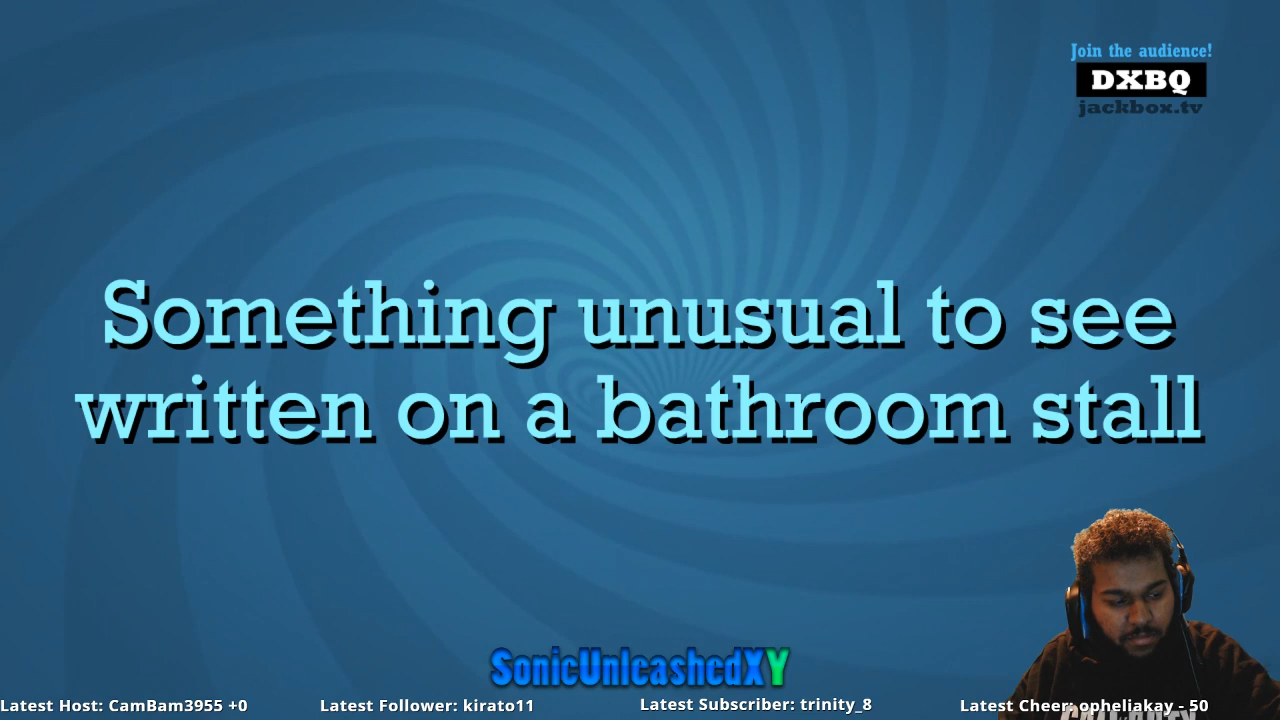 Join the audience!
DXBQ
jackbox.tv
Something unusual to see
written on a bathroom stall
SonicUnleashedXY
Latest Host: CamBam3955 +0
Latest Follower: kirato11
Latest Subscriber: trinity_8
Latest Cheer: opheliakay - 50